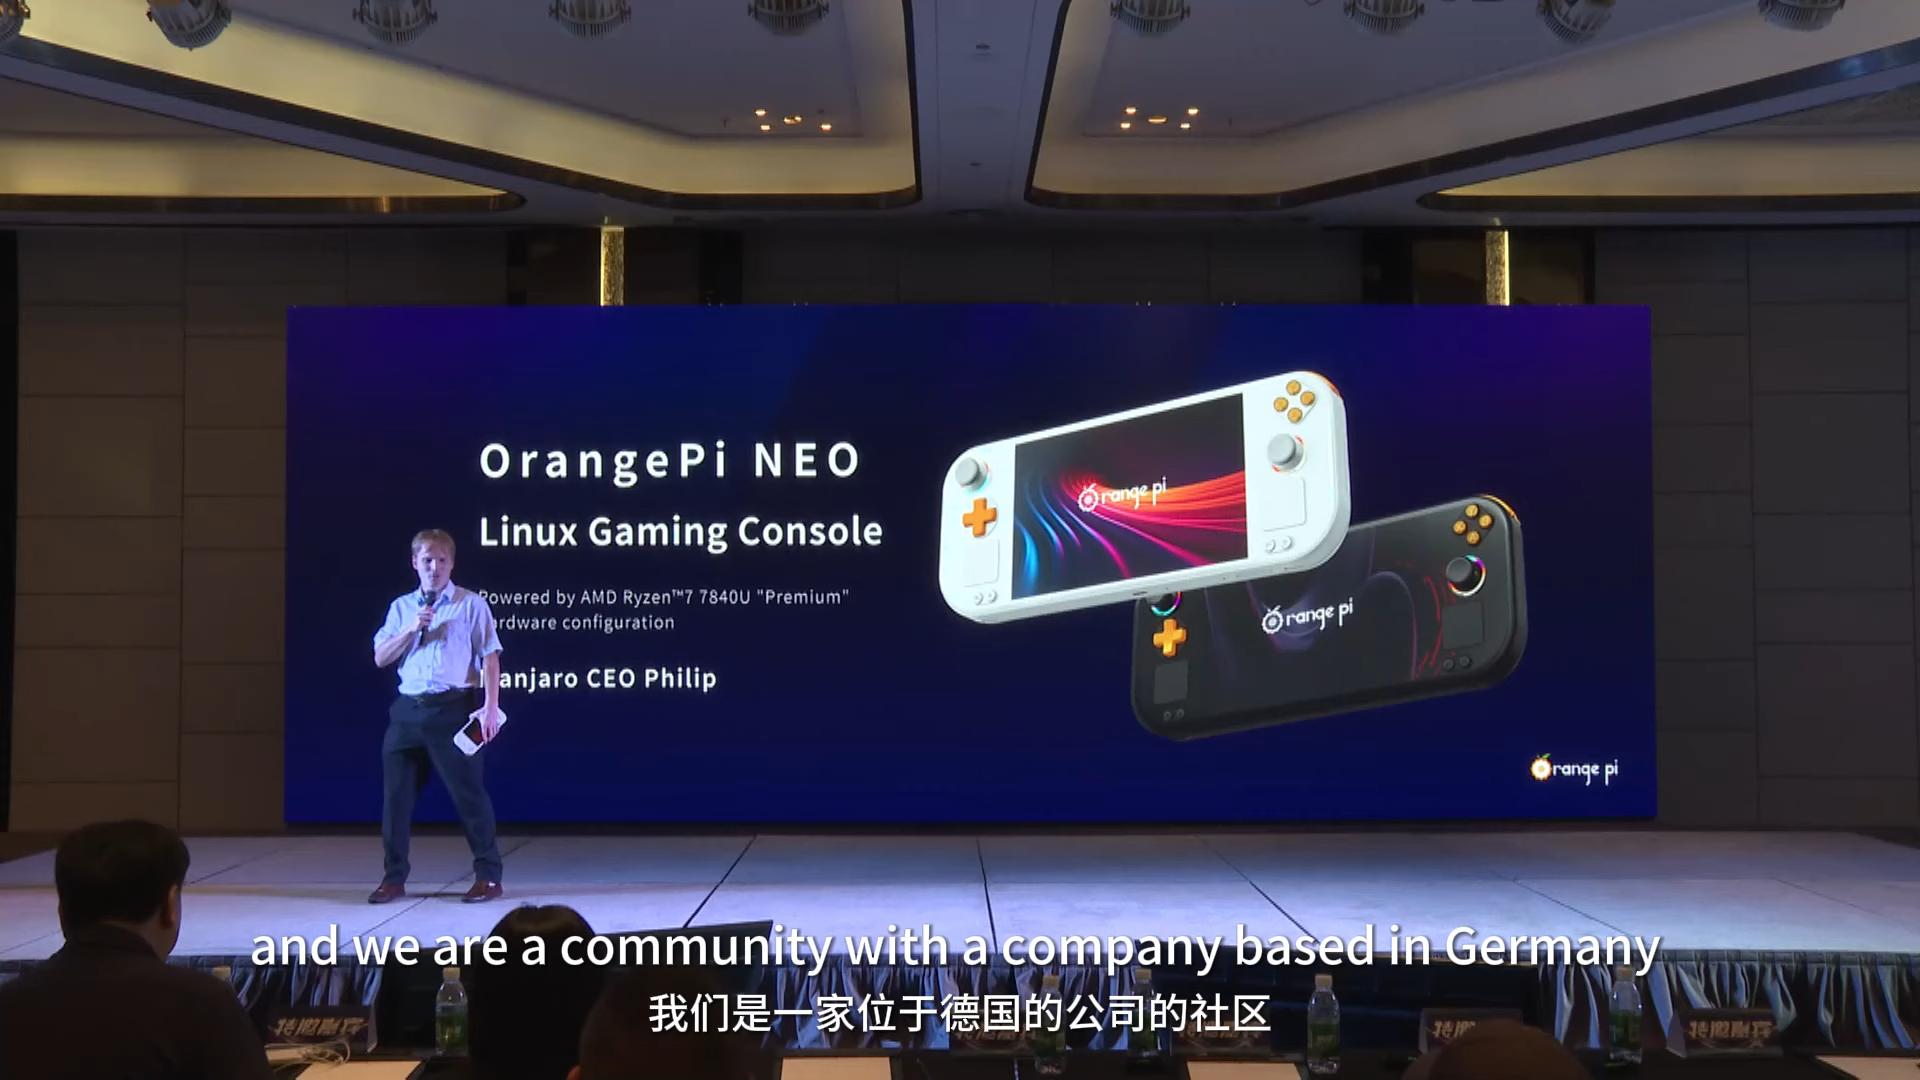 OrangePi NEO
Linux Gaming Console
Powered by AMD Ryzen™7 7840U "Premium"
ardware configuration
anjaro CEO Philip
range pi
range pi
range pi
and we are a community with a company based in Germany
我们是一家位于德国的公司的社区